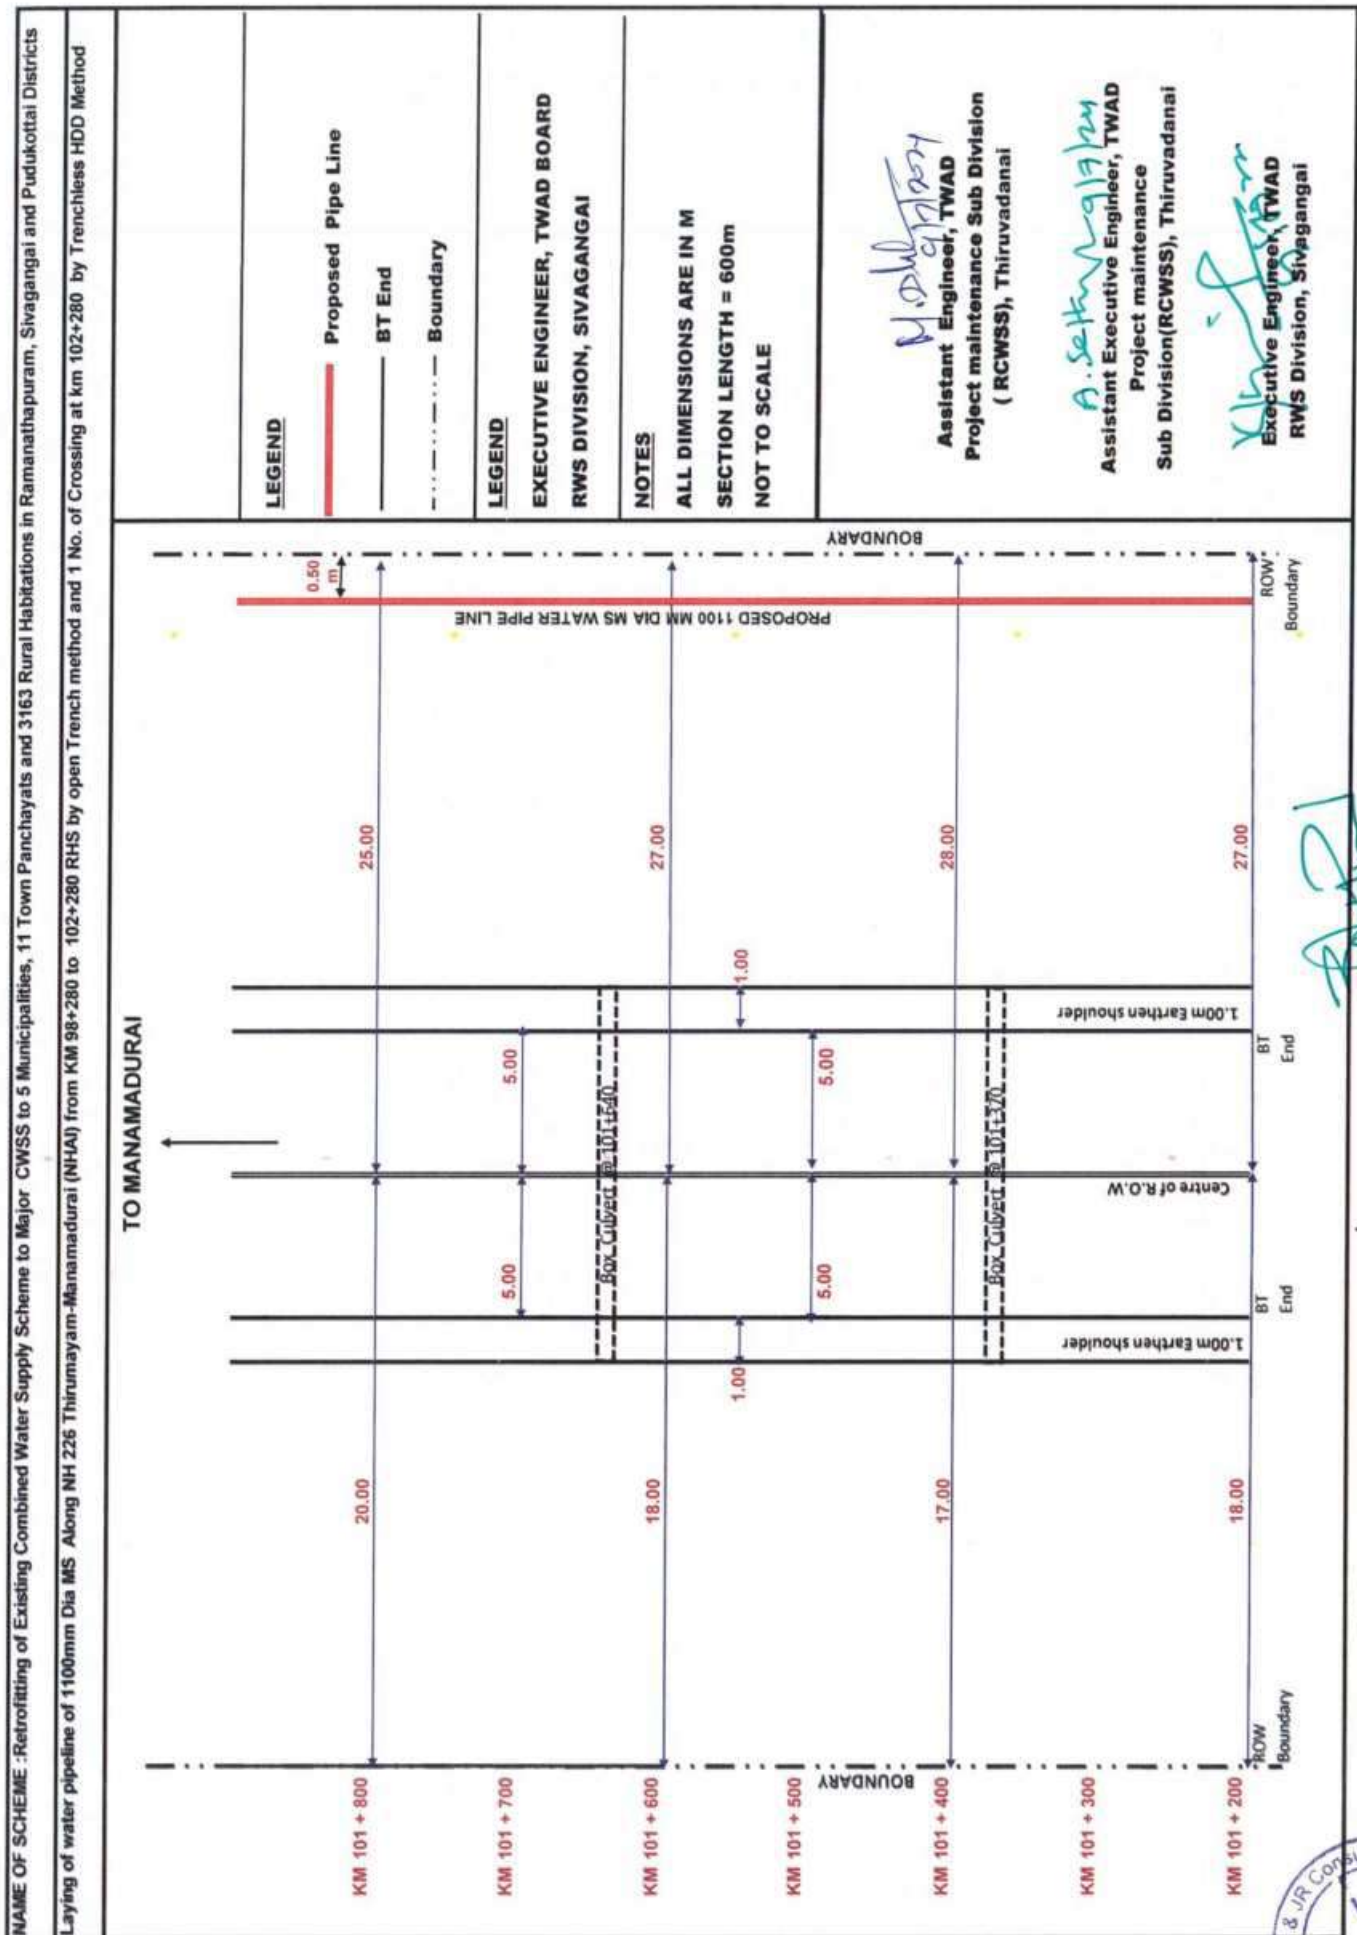 NAME OF SCHEME :Retrofitting of Existing Combined Water Supply Scheme to Major CWSS to 5 Municipalities, 11 Town Panchayats and 3163 Rural Habitations in Ramanathapuram, Sivagangai and Pudukottai Districts
Laying of water pipeline of 1100mm Dia MS Along NH 226 Thirumayam-Manamadurai (NHAI) from KM 98+280 to 102+280 RHS by open Trench method and 1 No. of Crossing at km 102+280 by Trenchless HDD Method
TO MANAMADURAI
KM 101 + 800
20.00
25.00
0.50
m
KM 101 + 700
5.00
5.00
Box Culvert @ 101+640
KM 101 + 600
18.00
27.00
1.00
1.00
KM 101 + 500
5.00
5.00
KM 101 + 400
17.00
28.00
Box Culvert @ 101+370
KM 101 + 300
KM 101 + 200
18.00
27.00
BOUNDARY
1.00m Earthen shoulder
Centre of R.O.W
1.00m Earthen shoulder
PROPOSED 1100 MM DIA MS WATER PIPE LINE
BOUNDARY
ROW
Boundary
BT
End
BT
End
ROW
Boundary
LEGEND
Proposed Pipe Line
BT End
Boundary
LEGEND
EXECUTIVE ENGINEER, TWAD BOARD
RWS DIVISION, SIVAGANGAI
NOTES
ALL DIMENSIONS ARE IN M
SECTION LENGTH = 600m
NOT TO SCALE
9/7/2024
Assistant Engineer, TWAD
Project maintenance Sub Division
( RCWSS), Thiruvadanai
9/7/24
Assistant Executive Engineer, TWAD
Project maintenance
Sub Division(RCWSS), Thiruvadanai
Executive Engineer, TWAD
RWS Division, Sivagangai
& JR Cons